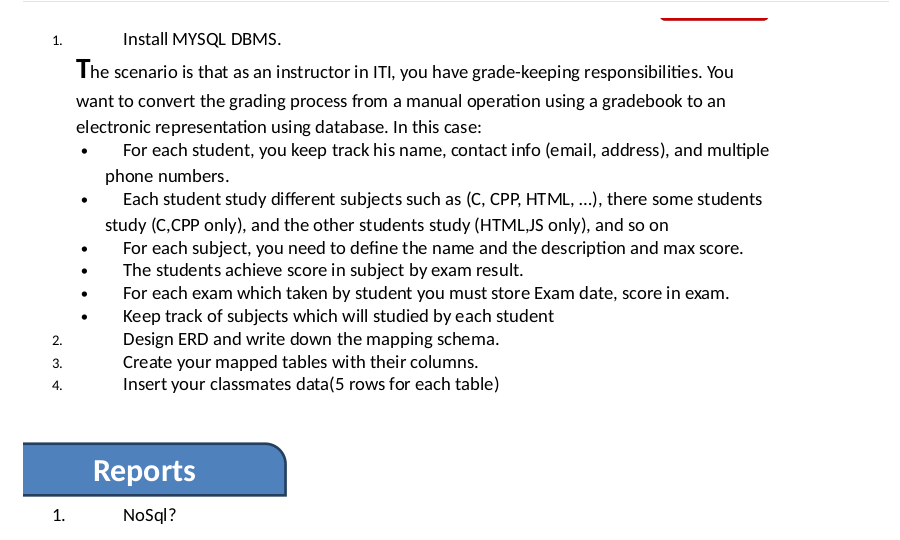 1. Install MYSQL DBMS.
The scenario is that as an instructor in ITI, you have grade-keeping responsibilities. You
want to convert the grading process from a manual operation using a gradebook to an
electronic representation using database. In this case:
• For each student, you keep track his name, contact info (email, address), and multiple
phone numbers.
• Each student study different subjects such as (C, CPP, HTML, ...), there some students
study (C,CPP only), and the other students study (HTML,JS only), and so on
• For each subject, you need to define the name and the description and max score.
• The students achieve score in subject by exam result.
• For each exam which taken by student you must store Exam date, score in exam.
• Keep track of subjects which will studied by each student
2. Design ERD and write down the mapping schema.
3. Create your mapped tables with their columns.
4. Insert your classmates data(5 rows for each table)
Reports
1. NoSql?